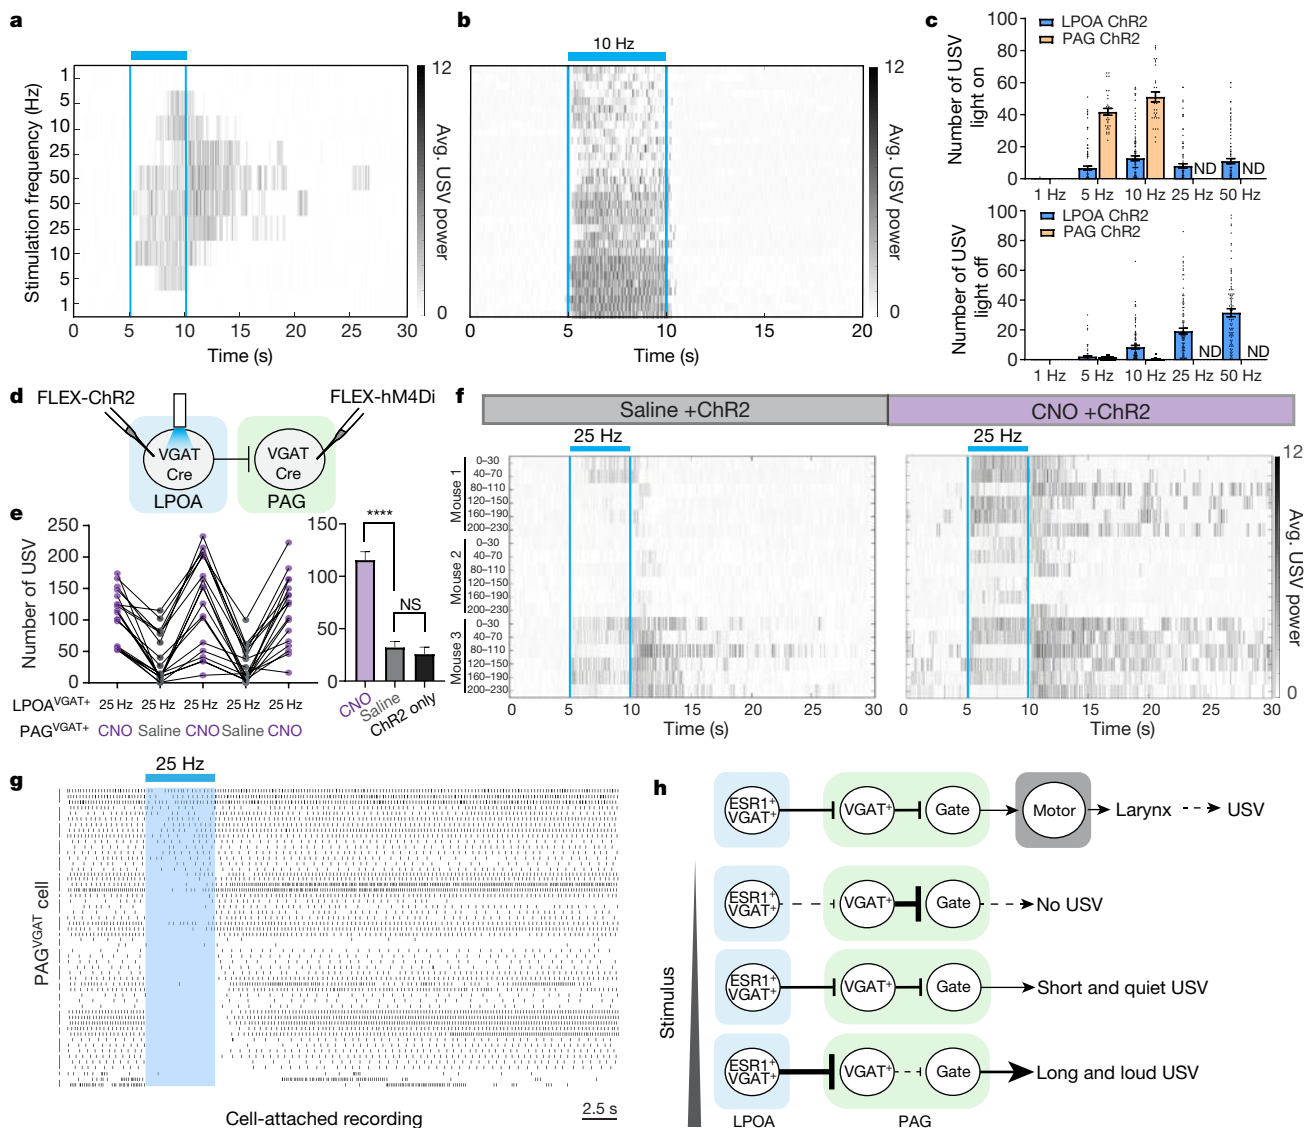 a
Stimulation frequency (Hz)
1
5
10
25
50
50
25
10
5
1
0
5
10
15
20
25
30
Time (s)
12
0
Avg. USV power
b
10 Hz
0
5
10
15
20
Time (s)
12
0
Avg. USV power
c
LPOA ChR2
PAG ChR2
Number of USV
light on
100
80
60
40
20
0
ND
ND
1 Hz
5 Hz
10 Hz
25 Hz
50 Hz
LPOA ChR2
PAG ChR2
Number of USV
light off
100
80
60
40
20
0
ND
ND
1 Hz
5 Hz
10 Hz
25 Hz
50 Hz
d
FLEX-ChR2
FLEX-hM4Di
VGAT
Cre
VGAT
Cre
LPOA
PAG
e
Number of USV
250
200
150
100
50
0
LPOA^VGAT+
25 Hz 25 Hz 25 Hz 25 Hz 25 Hz
PAG^VGAT+
CNO Saline CNO Saline CNO
150
100
50
0
****
NS
CNO
Saline
ChR2 only
f
Saline +ChR2
CNO +ChR2
25 Hz
25 Hz
Mouse 1
0–30
40–70
80–110
120–150
160–190
200–230
Mouse 2
0–30
40–70
80–110
120–150
160–190
200–230
Mouse 3
0–30
40–70
80–110
120–150
160–190
200–230
0
5
10
15
20
25
30
Time (s)
0
5
10
15
20
25
30
Time (s)
12
0
Avg. USV power
g
25 Hz
PAG^VGAT cell
Cell-attached recording
2.5 s
h
ESR1+
VGAT+
VGAT+
Gate
Motor
Larynx
USV
Stimulus
ESR1+
VGAT+
VGAT+
Gate
No USV
ESR1+
VGAT+
VGAT+
Gate
Short and quiet USV
ESR1+
VGAT+
VGAT+
Gate
Long and loud USV
LPOA
PAG